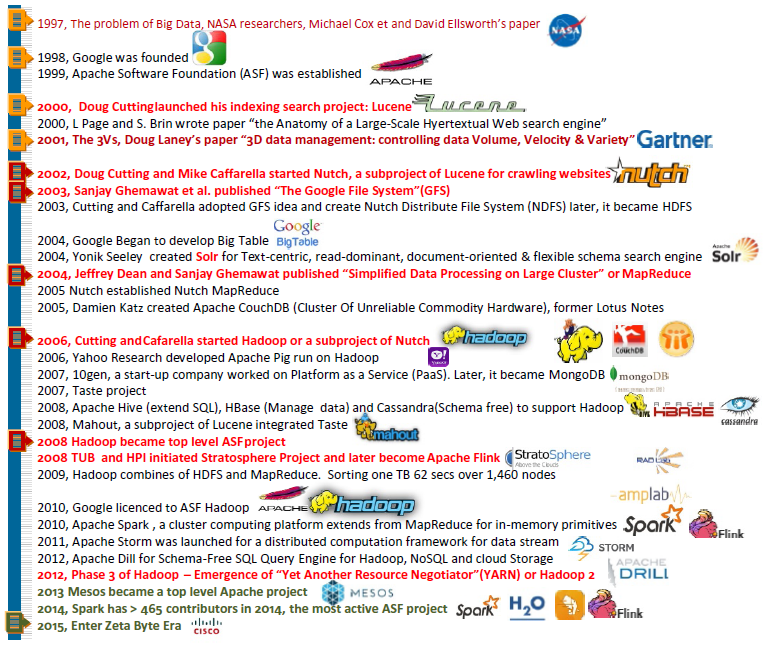 1997, The problem of Big Data, NASA researchers, Michael Cox et and David Ellsworth's paper
NASA
1998, Google was founded
1999, Apache Software Foundation (ASF) was established
APACHE
2000, Doug Cuttinglaunched his indexing search project: Lucene
Lucene
2000, L Page and S. Brin wrote paper "the Anatomy of a Large-Scale Hyertextual Web search engine"
2001, The 3Vs, Doug Laney's paper "3D data management: controlling data Volume, Velocity & Variety"
Gartner
2002, Doug Cutting and Mike Caffarella started Nutch, a subproject of Lucene for crawling websites
nutch
2003, Sanjay Ghemawat et al. published "The Google File System"(GFS)
2003, Cutting and Caffarella adopted GFS idea and create Nutch Distribute File System (NDFS) later, it became HDFS
Google
BigTable
2004, Google Began to develop Big Table
2004, Yonik Seeley created Solr for Text-centric, read-dominant, document-oriented & flexible schema search engine
Apache
Solr
2004, Jeffrey Dean and Sanjay Ghemawat published "Simplified Data Processing on Large Cluster" or MapReduce
2005 Nutch established Nutch MapReduce
2005, Damien Katz created Apache CouchDB (Cluster Of Unreliable Commodity Hardware), former Lotus Notes
2006, Cutting and Cafarella started Hadoop or a subproject of Nutch
hadoop
CouchDB
2006, Yahoo Research developed Apache Pig run on Hadoop
YAHOO!
2007, 10gen, a start-up company worked on Platform as a Service (PaaS). Later, it became MongoDB
mongoDB
2007, Taste project
2008, Apache Hive (extend SQL), HBase (Manage data) and Cassandra(Schema free) to support Hadoop
HIVE
APACHE
HBASE
cassandra
2008, Mahout, a subproject of Lucene integrated Taste
mahout
2008 Hadoop became top level ASF project
2008 TUB and HPI initiated Stratosphere Project and later become Apache Flink
StratoSphere
Above the Clouds
RAD Lab
2009, Hadoop combines of HDFS and MapReduce. Sorting one TB 62 secs over 1,460 nodes
amplab
2010, Google licenced to ASF Hadoop
APACHE
hadoop
2010, Apache Spark , a cluster computing platform extends from MapReduce for in-memory primitives
Spark
Flink
2011, Apache Storm was launched for a distributed computation framework for data stream
STORM
2012, Apache Dill for Schema-Free SQL Query Engine for Hadoop, NoSQL and cloud Storage
APACHE
DRILL
2012, Phase 3 of Hadoop – Emergence of "Yet Another Resource Negotiator"(YARN) or Hadoop 2
2013 Mesos became a top level Apache project
MESOS
2014, Spark has > 465 contributors in 2014, the most active ASF project
Spark
H2O
Flink
2015, Enter Zeta Byte Era
CISCO